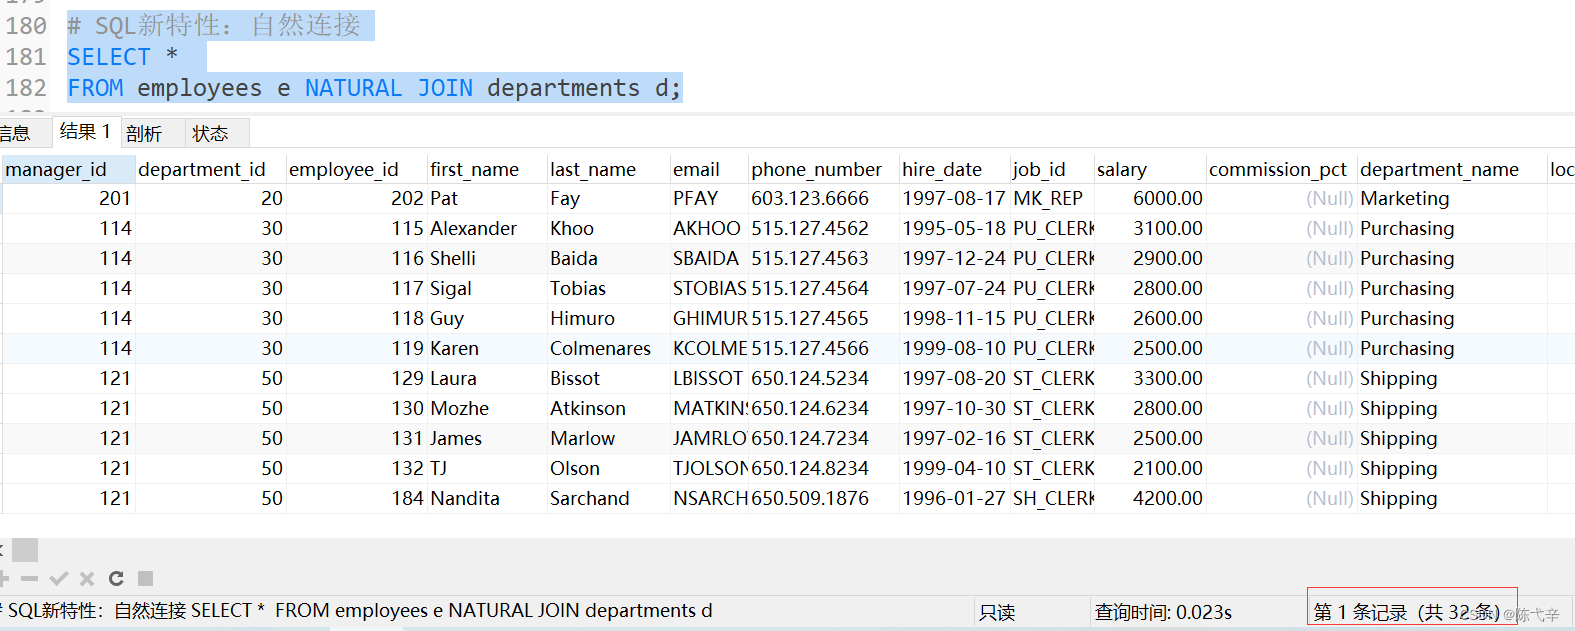 180 # SQL新特性：自然连接
181 SELECT *
182 FROM employees e NATURAL JOIN departments d;
信息 结果 1 剖析 状态
manager_id department_id employee_id first_name last_name email phone_number hire_date job_id salary commission_pct department_name loc
201 20 202 Pat Fay PFAY 603.123.6666 1997-08-17 MK_REP 6000.00 (Null) Marketing
114 30 115 Alexander Khoo AKHOO 515.127.4562 1995-05-18 PU_CLERK 3100.00 (Null) Purchasing
114 30 116 Shelli Baida SBAIDA 515.127.4563 1997-12-24 PU_CLERK 2900.00 (Null) Purchasing
114 30 117 Sigal Tobias STOBIAS 515.127.4564 1997-07-24 PU_CLERK 2800.00 (Null) Purchasing
114 30 118 Guy Himuro GHIMUR 515.127.4565 1998-11-15 PU_CLERK 2600.00 (Null) Purchasing
114 30 119 Karen Colmenares KCOLME 515.127.4566 1999-08-10 PU_CLERK 2500.00 (Null) Purchasing
121 50 129 Laura Bissot LBISSOT 650.124.5234 1997-08-20 ST_CLERK 3300.00 (Null) Shipping
121 50 130 Mozhe Atkinson MATKINS 650.124.6234 1997-10-30 ST_CLERK 2800.00 (Null) Shipping
121 50 131 James Marlow JAMRLO 650.124.7234 1997-02-16 ST_CLERK 2500.00 (Null) Shipping
121 50 132 TJ Olson TJOLSON 650.124.8234 1999-04-10 ST_CLERK 2100.00 (Null) Shipping
121 50 184 Nandita Sarchand NSARCH 650.509.1876 1996-01-27 SH_CLERK 4200.00 (Null) Shipping
# SQL新特性：自然连接 SELECT * FROM employees e NATURAL JOIN departments d 只读 查询时间: 0.023s 第 1 条记录 (共 32 条)
CSDN @陈弋辛